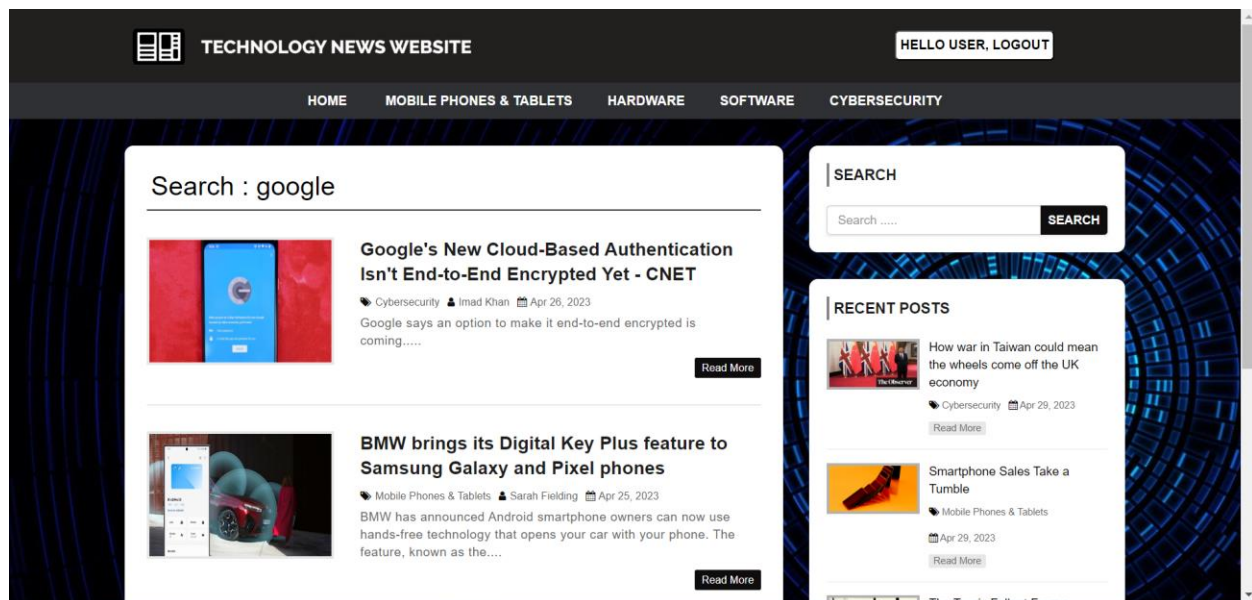 TECHNOLOGY NEWS WEBSITE
HELLO USER, LOGOUT
HOME
MOBILE PHONES & TABLETS
HARDWARE
SOFTWARE
CYBERSECURITY
Search : google
Google's New Cloud-Based Authentication
Isn't End-to-End Encrypted Yet - CNET
Cybersecurity Imad Khan Apr 26, 2023
Google says an option to make it end-to-end encrypted is
coming.....
Read More
BMW brings its Digital Key Plus feature to
Samsung Galaxy and Pixel phones
Mobile Phones & Tablets Sarah Fielding Apr 25, 2023
BMW has announced Android smartphone owners can now use
hands-free technology that opens your car with your phone. The
feature, known as the....
Read More
SEARCH
Search .....
SEARCH
RECENT POSTS
The Observer
How war in Taiwan could mean
the wheels come off the UK
economy
Cybersecurity Apr 29, 2023
Read More
Smartphone Sales Take a
Tumble
Mobile Phones & Tablets
Apr 29, 2023
Read More